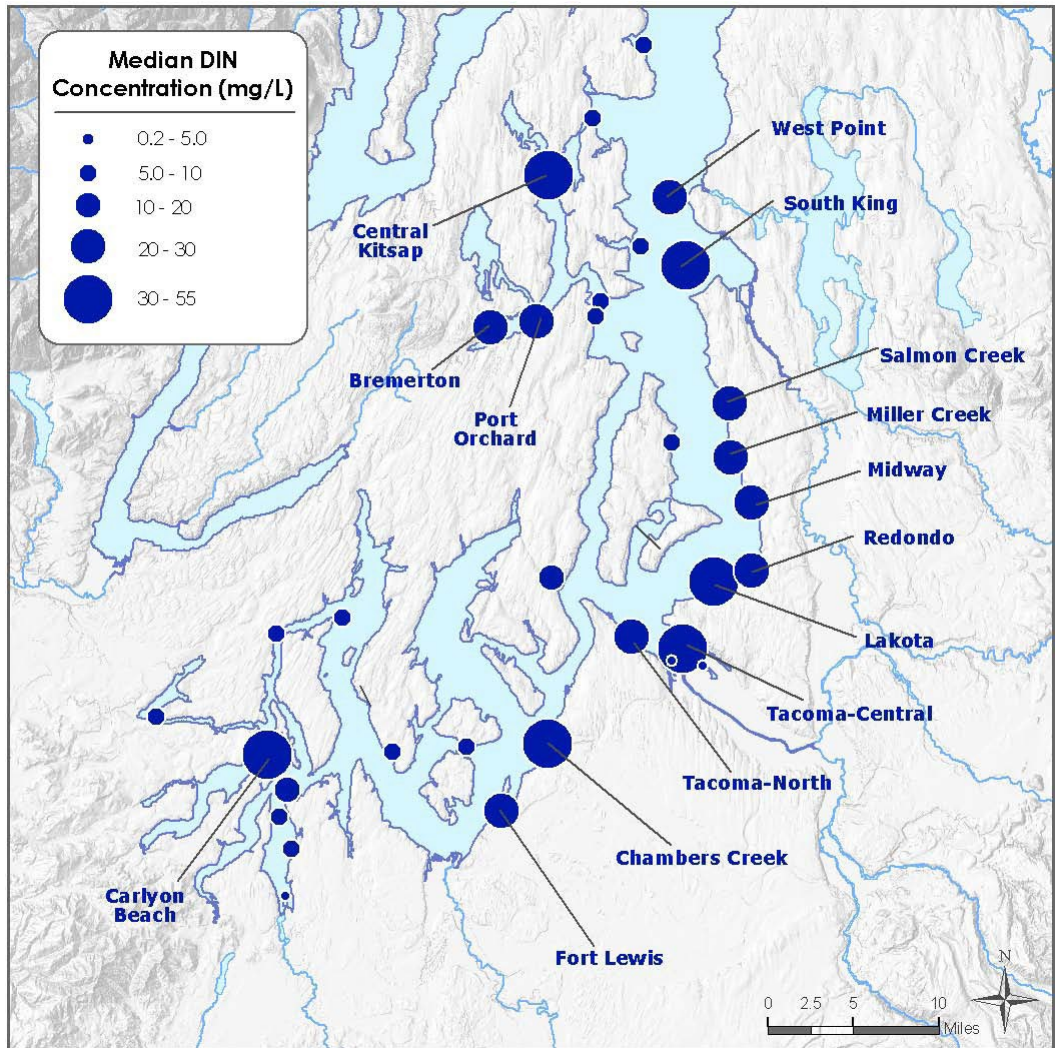 Median DIN
Concentration (mg/L)
0.2 - 5.0
5.0 - 10
10 - 20
20 - 30
30 - 55
West Point
South King
Central
Kitsap
Salmon Creek
Bremerton
Miller Creek
Port
Orchard
Midway
Redondo
Lakota
Tacoma-Central
Tacoma-North
Chambers Creek
Carlyon
Beach
Fort Lewis
N
0 2.5 5 10
Miles